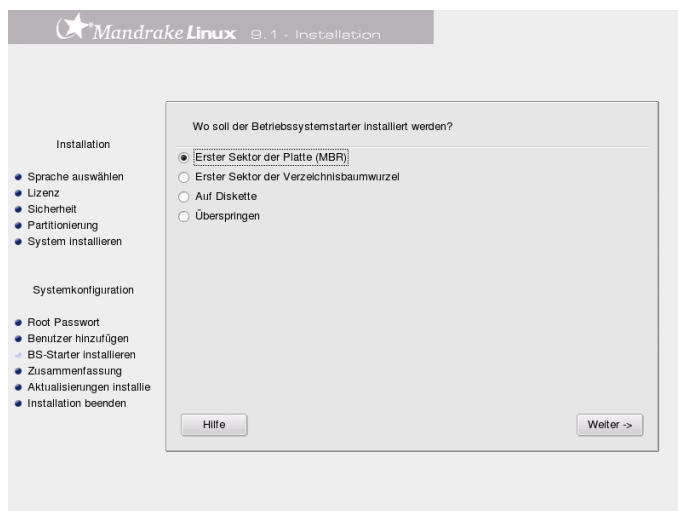 Mandrake Linux 9.1 - Installation
Installation
Sprache auswählen
Lizenz
Sicherheit
Partitionierung
System installieren
Systemkonfiguration
Root Passwort
Benutzer hinzufügen
BS-Starter installieren
Zusammenfassung
Aktualisierungen installie
Installation beenden
Wo soll der Betriebssystemstarter installiert werden?
Erster Sektor der Platte (MBR)
Erster Sektor der Verzeichnisbaumwurzel
Auf Diskette
Überspringen
Hilfe
Weiter ->